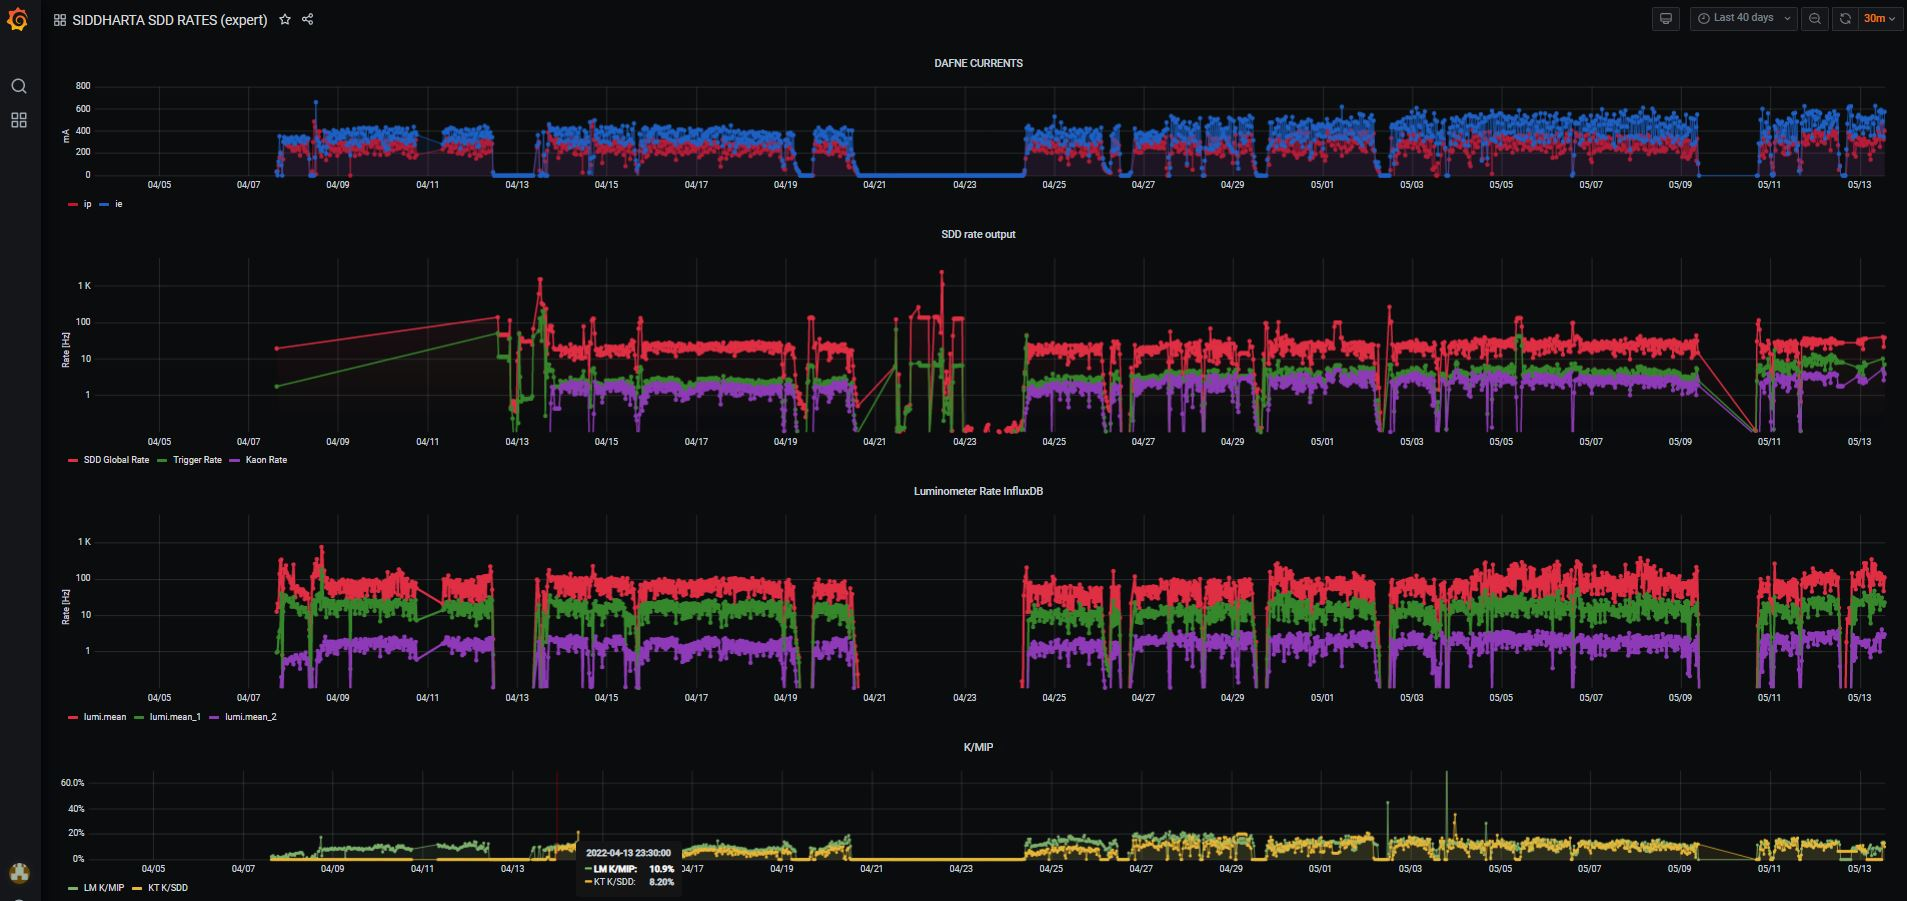 SIDDHARTA SDD RATES (expert)
Last 40 days
30m
DAFNE CURRENTS
800
600
400
200
0
mA
04/05 04/07 04/09 04/11 04/13 04/15 04/17 04/19 04/21 04/23 04/25 04/27 04/29 05/01 05/03 05/05 05/07 05/09 05/11 05/13
ip ie
SDD rate output
1 K
100
10
1
Rate [Hz]
04/05 04/07 04/09 04/11 04/13 04/15 04/17 04/19 04/21 04/23 04/25 04/27 04/29 05/01 05/03 05/05 05/07 05/09 05/11 05/13
SDD Global Rate Trigger Rate Kaon Rate
Luminometer Rate InfluxDB
1 K
100
10
1
Rate [Hz]
04/05 04/07 04/09 04/11 04/13 04/15 04/17 04/19 04/21 04/23 04/25 04/27 04/29 05/01 05/03 05/05 05/07 05/09 05/11 05/13
lumi.mean lumi.mean_1 lumi.mean_2
K/MIP
60.0%
40%
20%
0%
2022-04-13 23:30:00
LM K/MIP: 10.9%
KT K/SDD: 8.20%
04/05 04/07 04/09 04/11 04/13 04/17 04/19 04/21 04/23 04/25 04/27 04/29 05/01 05/03 05/05 05/07 05/09 05/11 05/13
LM K/MIP KT K/SDD